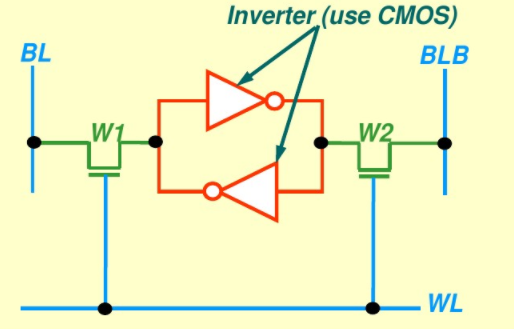 Inverter (use CMOS)
BL
BLB
W1
W2
WL